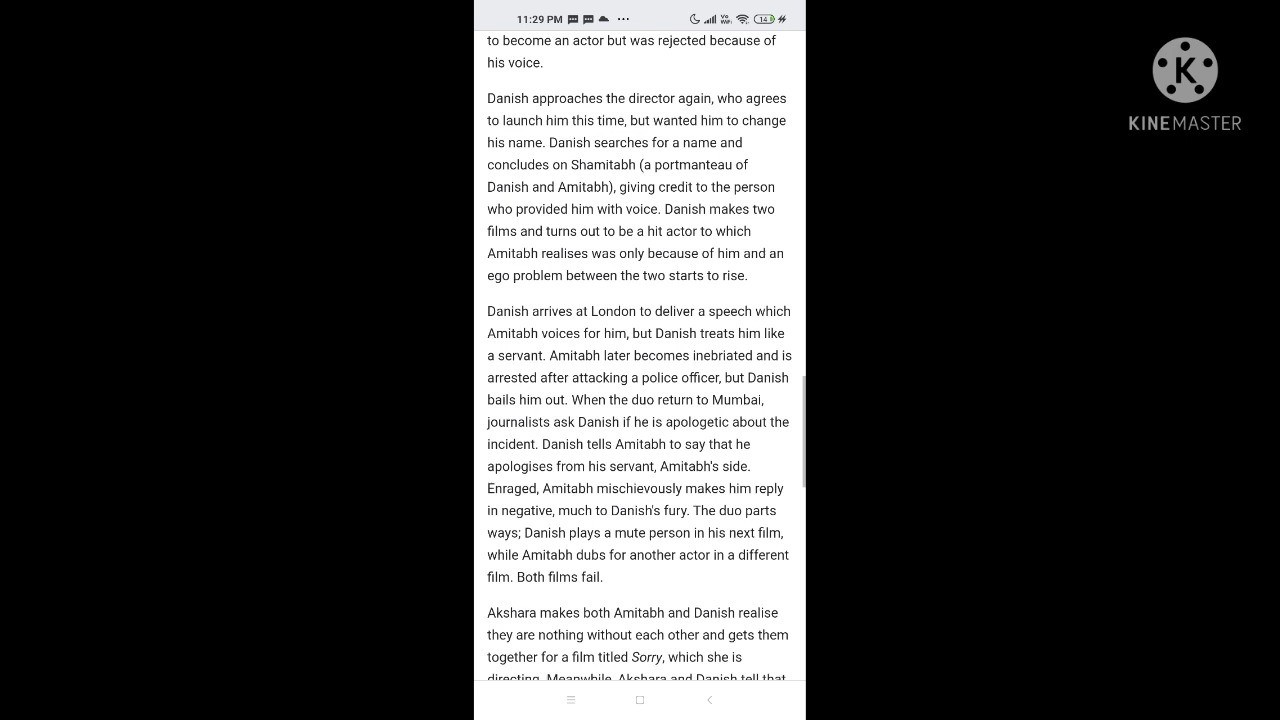 11:29 PM ... Vo WiFi 14
to become an actor but was rejected because of
his voice.
Danish approaches the director again, who agrees
to launch him this time, but wanted him to change
his name. Danish searches for a name and
concludes on Shamitabh (a portmanteau of
Danish and Amitabh), giving credit to the person
who provided him with voice. Danish makes two
films and turns out to be a hit actor to which
Amitabh realises was only because of him and an
ego problem between the two starts to rise.
Danish arrives at London to deliver a speech which
Amitabh voices for him, but Danish treats him like
a servant. Amitabh later becomes inebriated and is
arrested after attacking a police officer, but Danish
bails him out. When the duo return to Mumbai,
journalists ask Danish if he is apologetic about the
incident. Danish tells Amitabh to say that he
apologises from his servant, Amitabh's side.
Enraged, Amitabh mischievously makes him reply
in negative, much to Danish's fury. The duo parts
ways; Danish plays a mute person in his next film,
while Amitabh dubs for another actor in a different
film. Both films fail.
Akshara makes both Amitabh and Danish realise
they are nothing without each other and gets them
together for a film titled Sorry, which she is
directing. Meanwhile, Akshara and Danish tell that
K
KINEMASTER